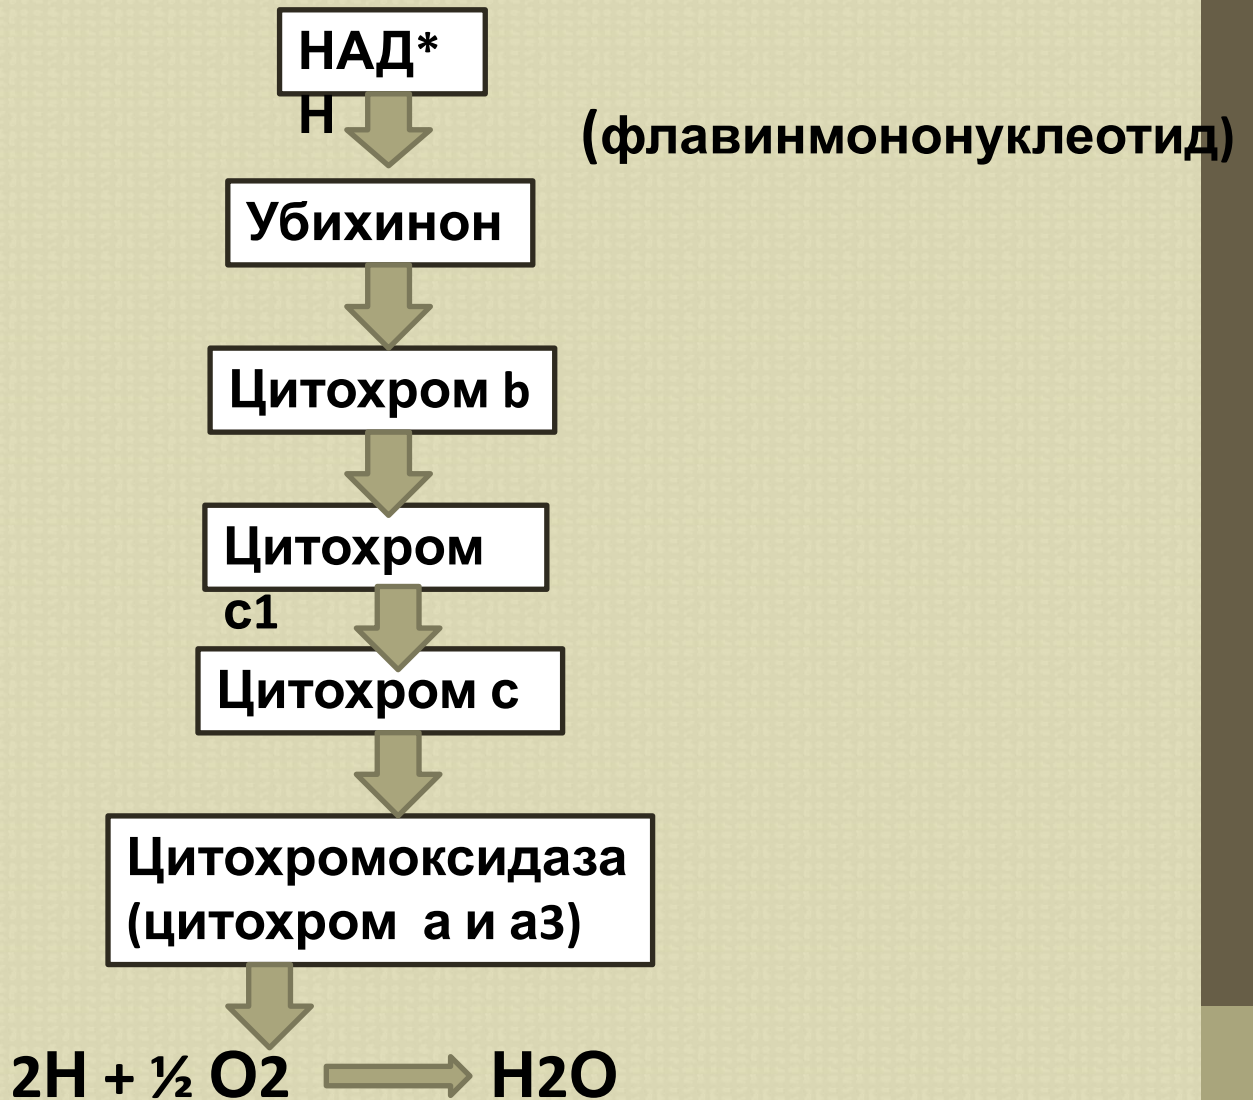 НАД*
Н
(флавинмононуклеотид)
Убихинон
Цитохром b
Цитохром
с1
Цитохром с
Цитохромоксидаза
(цитохром а и а3)
2Н + ½ О2 Н2О